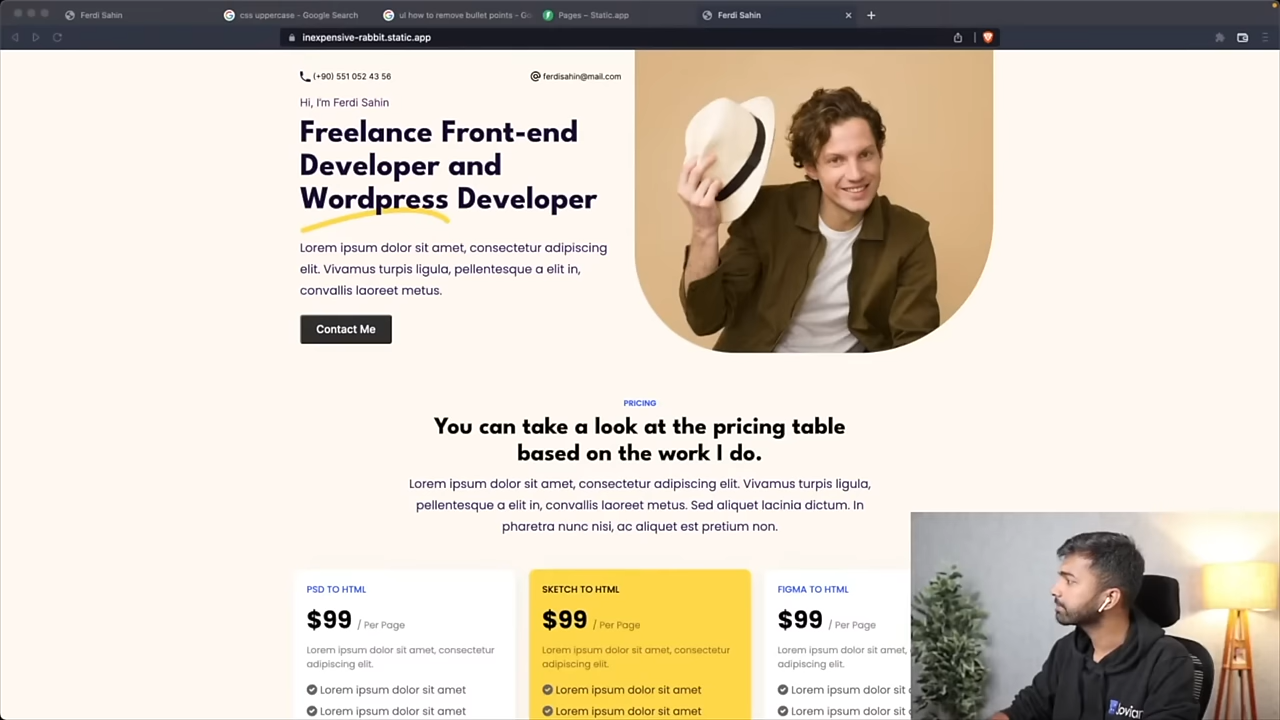 Ferdi Sahin
css uppercase - Google Search
ul how to remove bullet points - Go
Pages – Static.app
Ferdi Sahin
inexpensive-rabbit.static.app
(+90) 551 052 43 56
ferdisahin@mail.com
Hi, I'm Ferdi Sahin
Freelance Front-end
Developer and
Wordpress Developer
Lorem ipsum dolor sit amet, consectetur adipiscing
elit. Vivamus turpis ligula, pellentesque a elit in,
convallis laoreet metus.
Contact Me
PRICING
You can take a look at the pricing table
based on the work I do.
Lorem ipsum dolor sit amet, consectetur adipiscing elit. Vivamus turpis ligula,
pellentesque a elit in, convallis laoreet metus. Sed aliquet lacinia dictum. In
pharetra nunc nisi, ac aliquet est pretium non.
PSD TO HTML
$99 / Per Page
Lorem ipsum dolor sit amet, consectetur
adipiscing elit.
Lorem ipsum dolor sit amet
Lorem ipsum dolor sit amet
SKETCH TO HTML
$99 / Per Page
Lorem ipsum dolor sit amet, consectetur
adipiscing elit.
Lorem ipsum dolor sit amet
Lorem ipsum dolor sit amet
FIGMA TO HTML
$99 / Per Page
Lorem ipsum dolor sit amet,
adipiscing elit.
Lorem ipsum dolor sit
Lorem ipsum dolor sit
Jovian